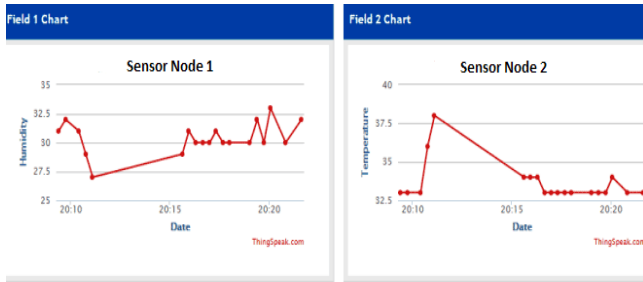 Field 1 Chart
Sensor Node 1
35
32.5
30
27.5
25
Humidity
20:10
20:15
20:20
Date
ThingSpeak.com
Field 2 Chart
Sensor Node 2
40
37.5
35
32.5
Temperature
20:10
20:15
20:20
Date
ThingSpeak.com